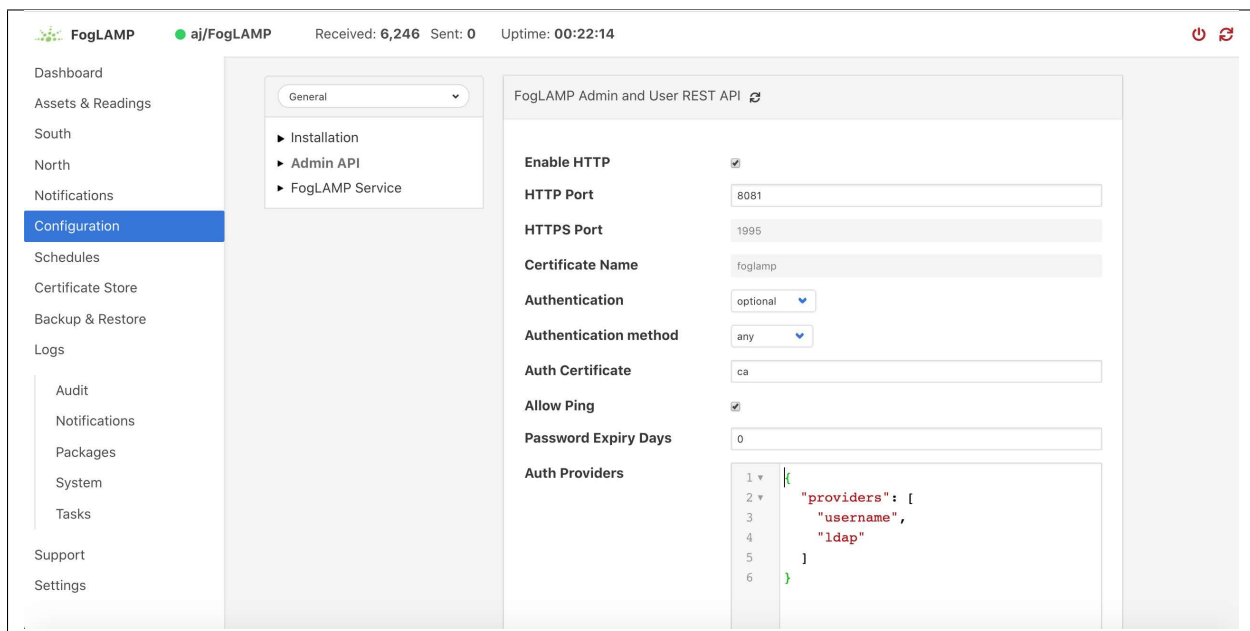 FogLAMP aj/FogLAMP Received: 6,246 Sent: 0 Uptime: 00:22:14
Dashboard
Assets & Readings
South
North
Notifications
Configuration
Schedules
Certificate Store
Backup & Restore
Logs
Audit
Notifications
Packages
System
Tasks
Support
Settings
General
Installation
Admin API
FogLAMP Service
FogLAMP Admin and User REST API
Enable HTTP
HTTP Port 8081
HTTPS Port 1995
Certificate Name foglamp
Authentication optional
Authentication method any
Auth Certificate ca
Allow Ping
Password Expiry Days 0
Auth Providers
1 {
2 "providers": [
3 "username",
4 "ldap"
5 ]
6 }